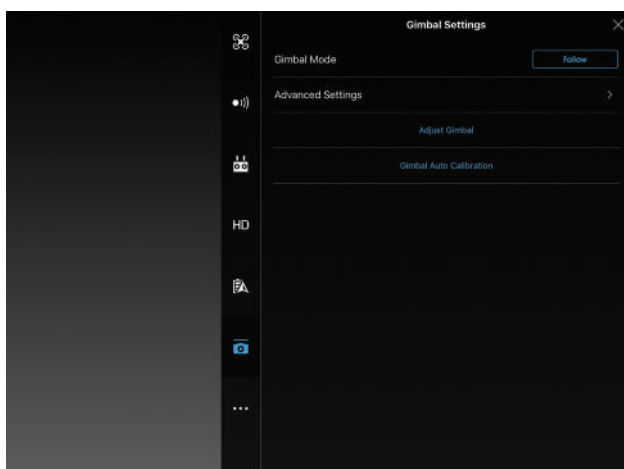 Gimbal Settings
Gimbal Mode
Follow
Advanced Settings
Adjust Gimbal
Gimbal Auto Calibration
HD